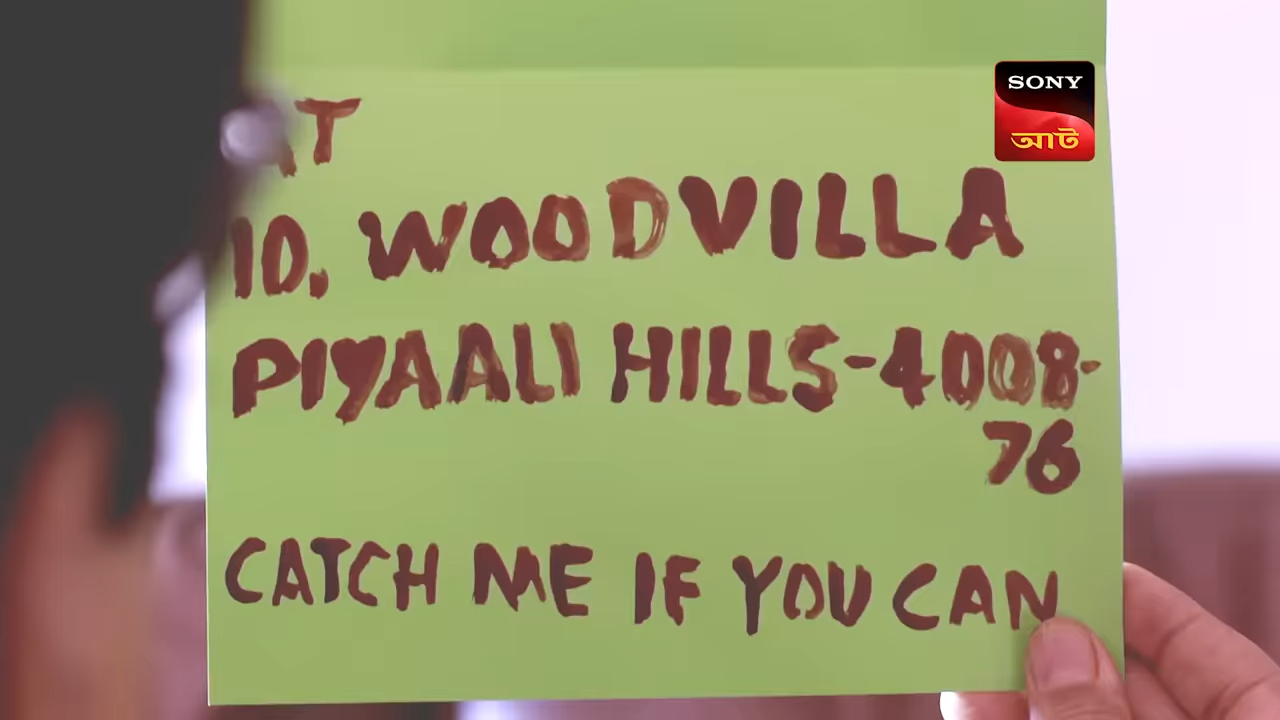 SONY
আট
AT
10, WOODVILLA
PIYAALI HILLS-4008-
76
CATCH ME IF YOU CAN